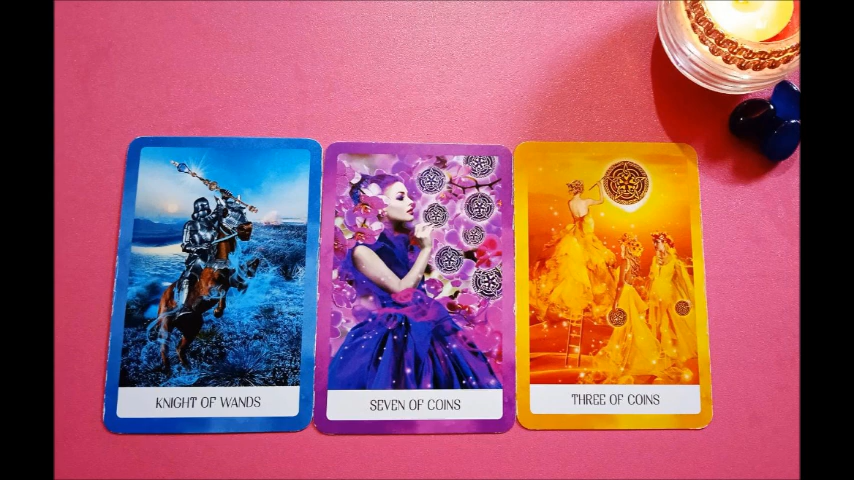 KNIGHT OF WANDS
SEVEN OF COINS
THREE OF COINS